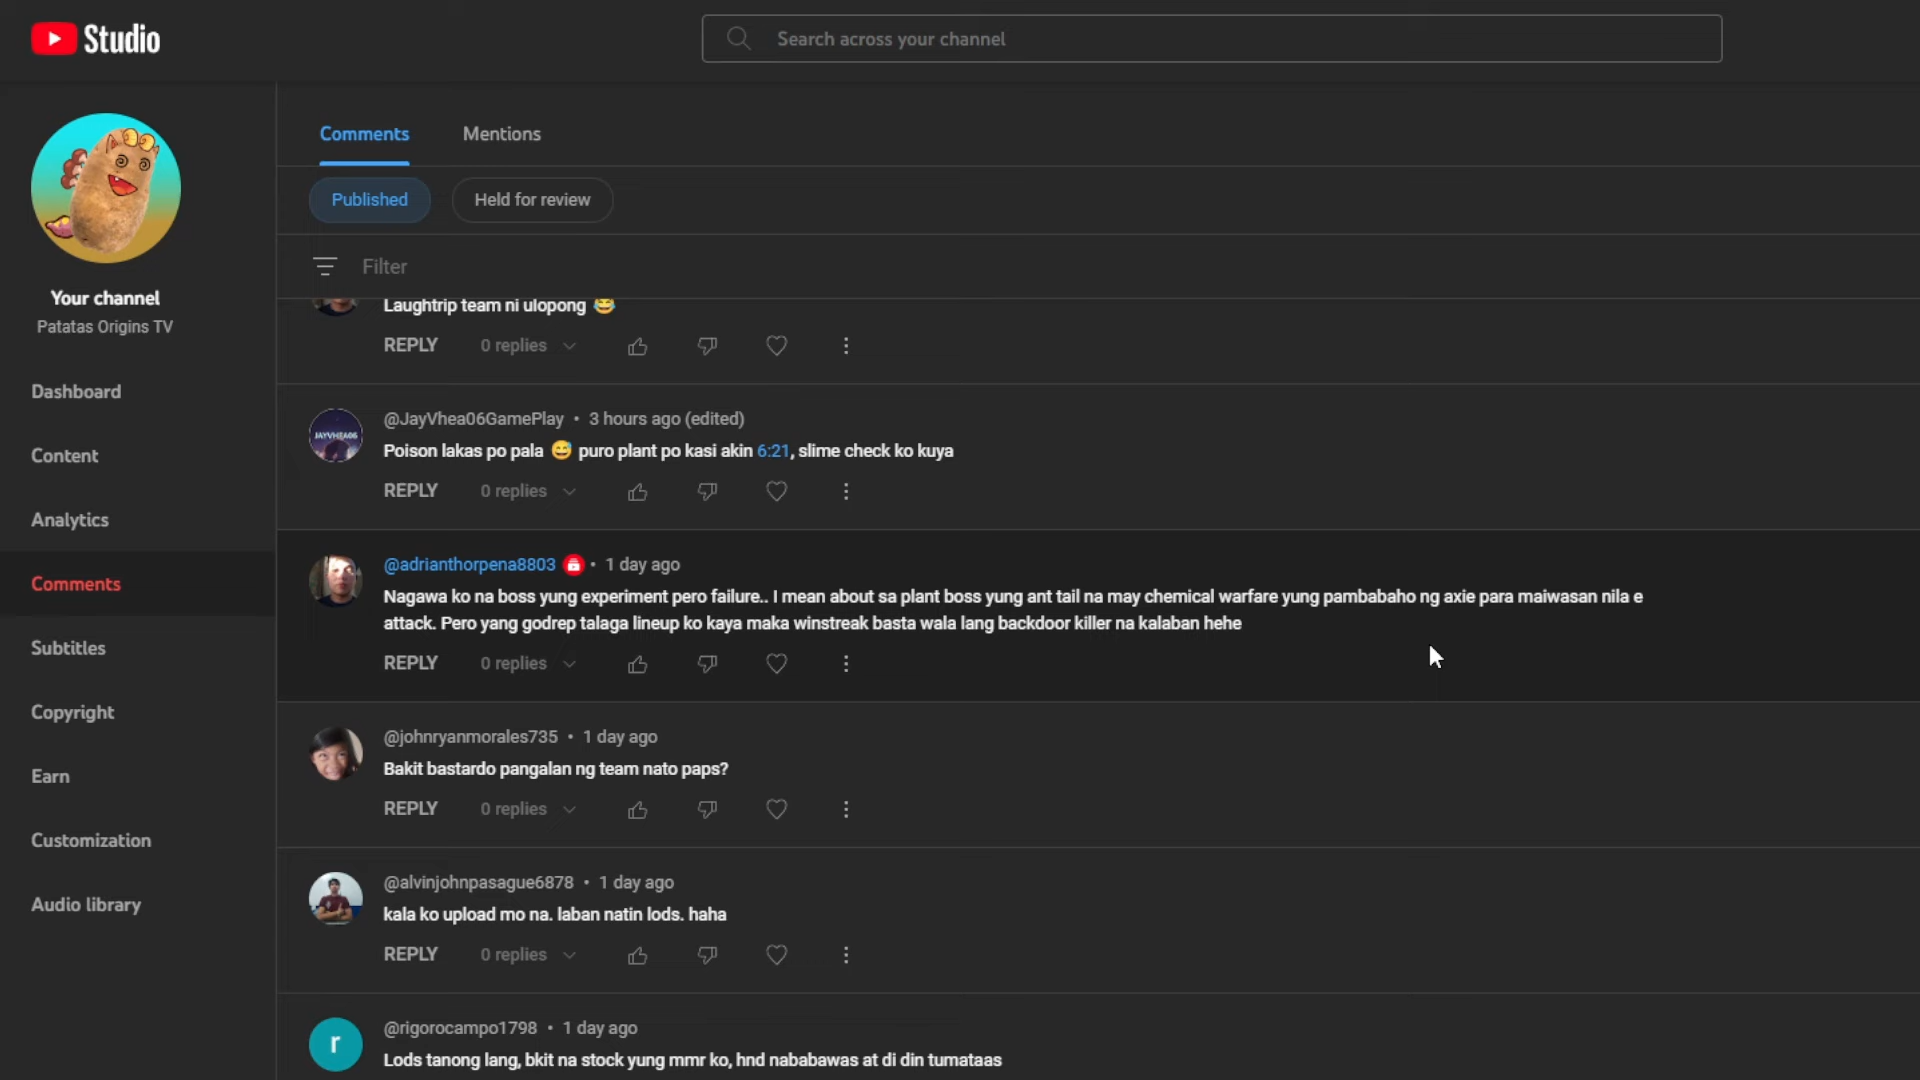 Studio
Search across your channel
Your channel
Patatas Origins TV
Dashboard
Content
Analytics
Comments
Subtitles
Copyright
Earn
Customization
Audio library
Comments
Mentions
Published
Held for review
Filter
Laughtrip team ni ulopong 😂
REPLY 0 replies
JAYVHEA06
@JayVhea06GamePlay • 3 hours ago (edited)
Poison lakas po pala 😅 puro plant po kasi akin 6:21, slime check ko kuya
REPLY 0 replies
@adrianthorpena8803 • 1 day ago
Nagawa ko na boss yung experiment pero failure.. I mean about sa plant boss yung ant tail na may chemical warfare yung pambabaho ng axie para maiwasan nila e
attack. Pero yang godrep talaga lineup ko kaya maka winstreak basta wala lang backdoor killer na kalaban hehe
REPLY 0 replies
@johnryanmorales735 • 1 day ago
Bakit bastardo pangalan ng team nato paps?
REPLY 0 replies
@alvinjohnpasague6878 • 1 day ago
kala ko upload mo na. laban natin lods. haha
REPLY 0 replies
r
@rigorocampo1798 • 1 day ago
Lods tanong lang, bkit na stock yung mmr ko, hnd nababawas at di din tumataas